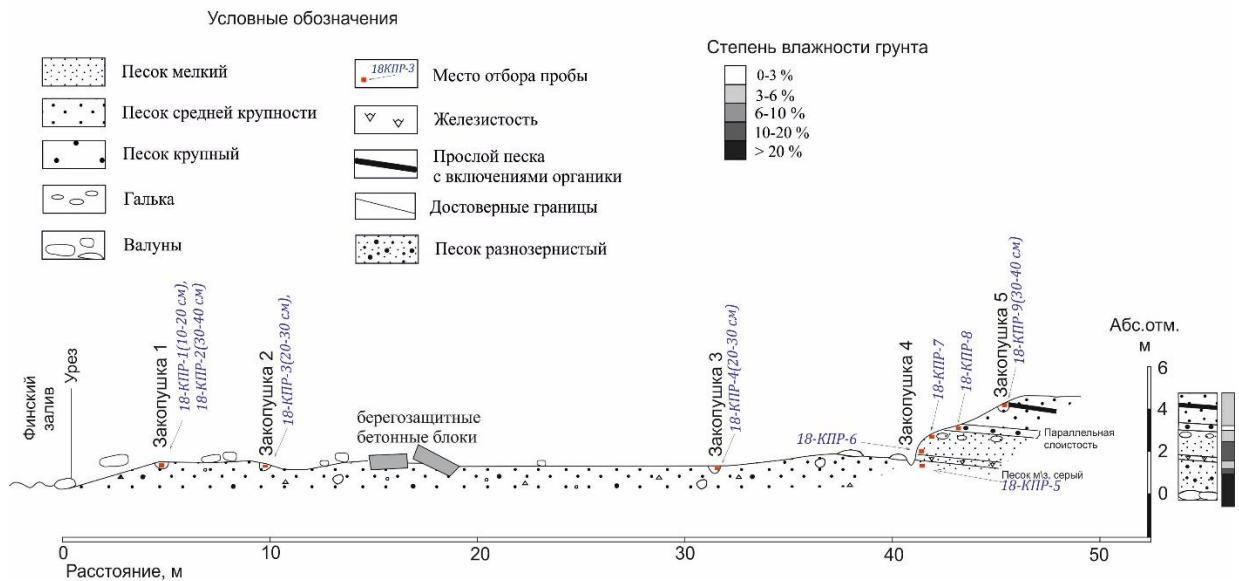 Условные обозначения
Песок мелкий
Песок средней крупности
Песок крупный
Галька
Валуны
18КПР-3
Место отбора пробы
Железистость
Прослой песка
с включениями органики
Достоверные границы
Песок разнозернистый
Степень влажности грунта
0-3 %
3-6 %
6-10 %
10-20 %
> 20 %
Финский
залив
Урез
Закопушка 1
18-КПР-1(10-20 см),
18-КПР-2(30-40 см)
Закопушка 2
18-КПР-3(20-30 см),
берегозащитные
бетонные блоки
Закопушка 3
18-КПР-4(20-30 см)
18-КПР-6
Закопушка 4
18-КПР-7
18-КПР-8
Закопушка 5
18-КПР-9(30-40 см)
Параллельная
слоистость
Песок м\з. серый
18-КПР-5
Абс.отм.
м
6
4
2
0
0
10
20
30
40
50
Расстояние, м